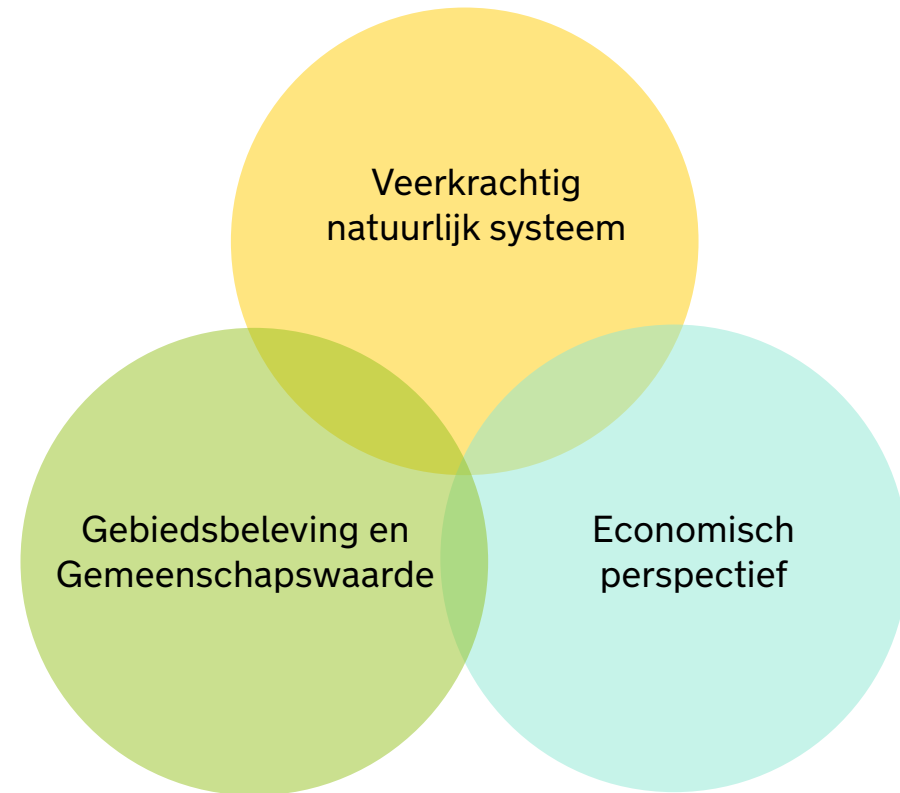 Veerkrachtig
natuurlijk systeem
Gebiedsbeleving en
Gemeenschapswaarde
Economisch
perspectief